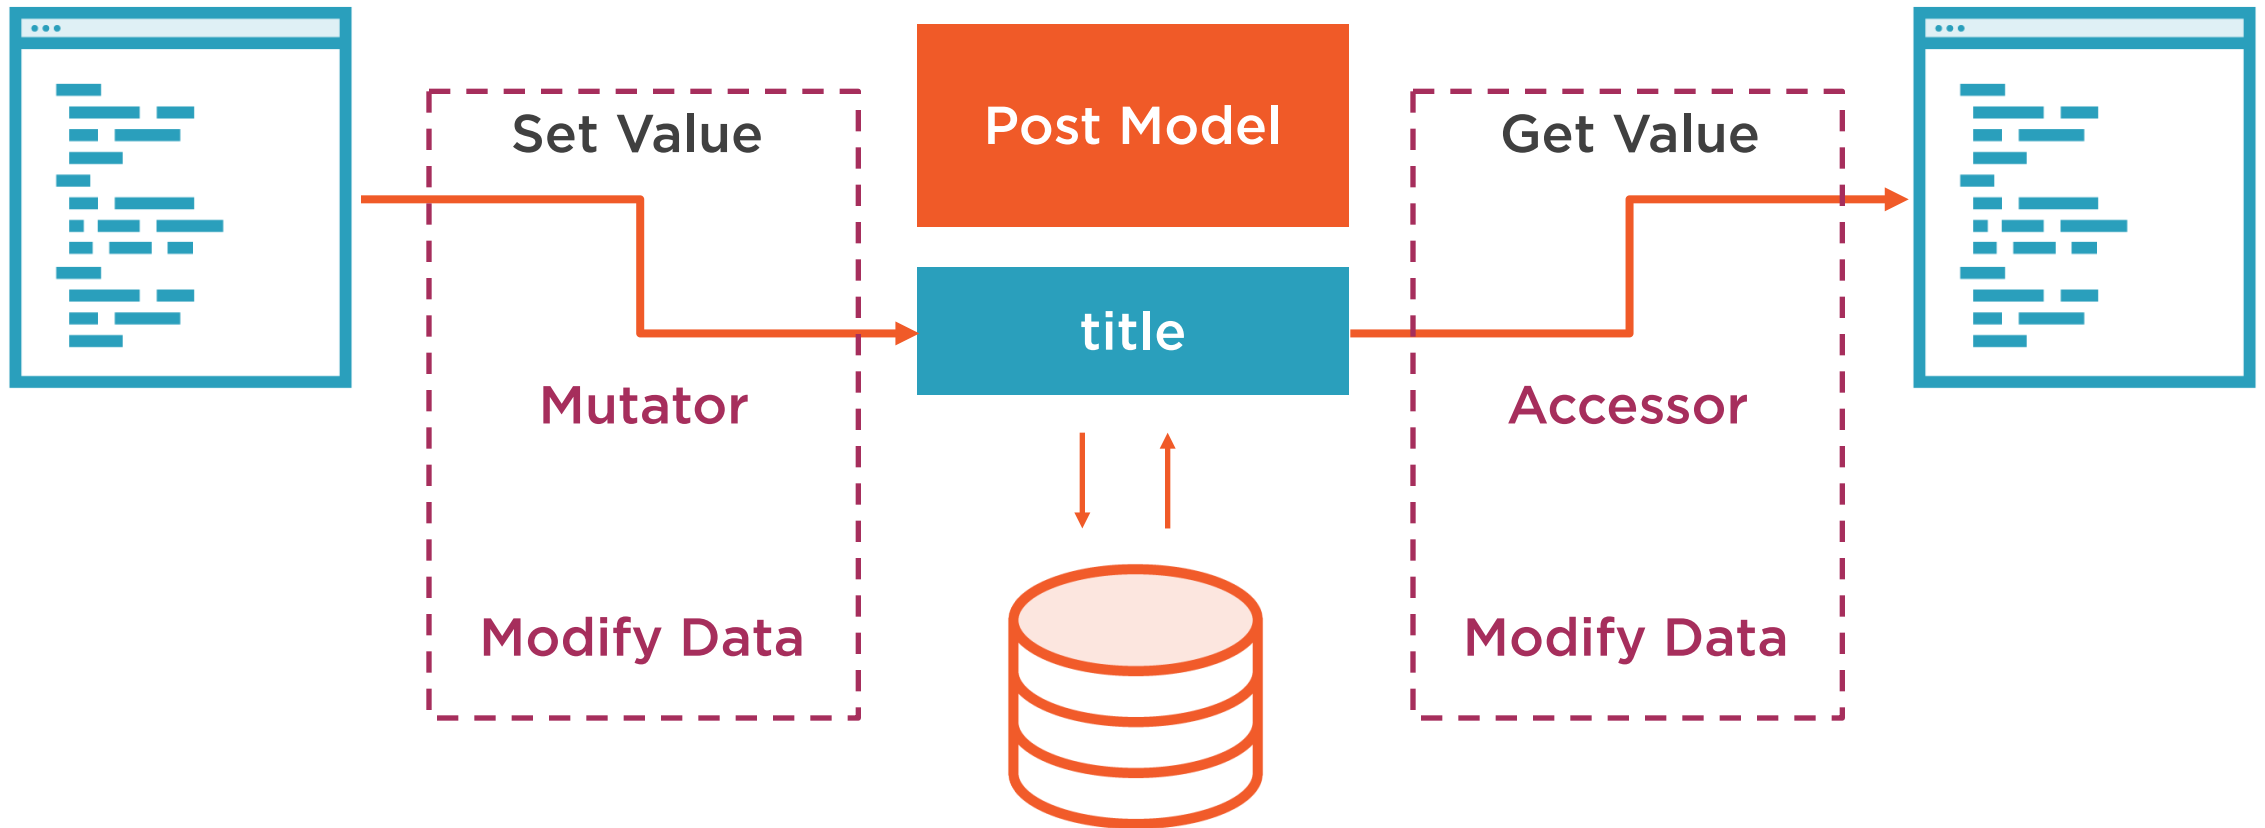 Set Value
Mutator
Modify Data
Post Model
title
Get Value
Accessor
Modify Data